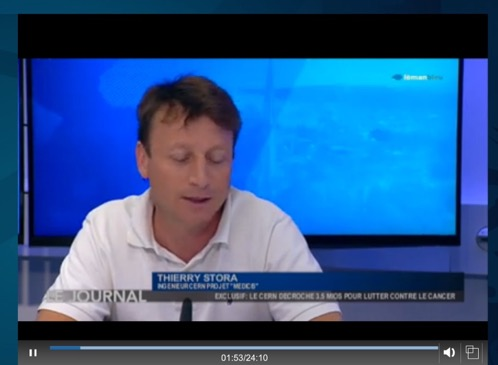 lémanbleu
THIERRY STORA
INGENIEUR CERN PROJET "MEDICIS"
LE JOURNAL
EXCLUSIF: LE CERN DECROCHE 3,5 MIOS POUR LUTTER CONTRE LE CANCER
01:53/24:10